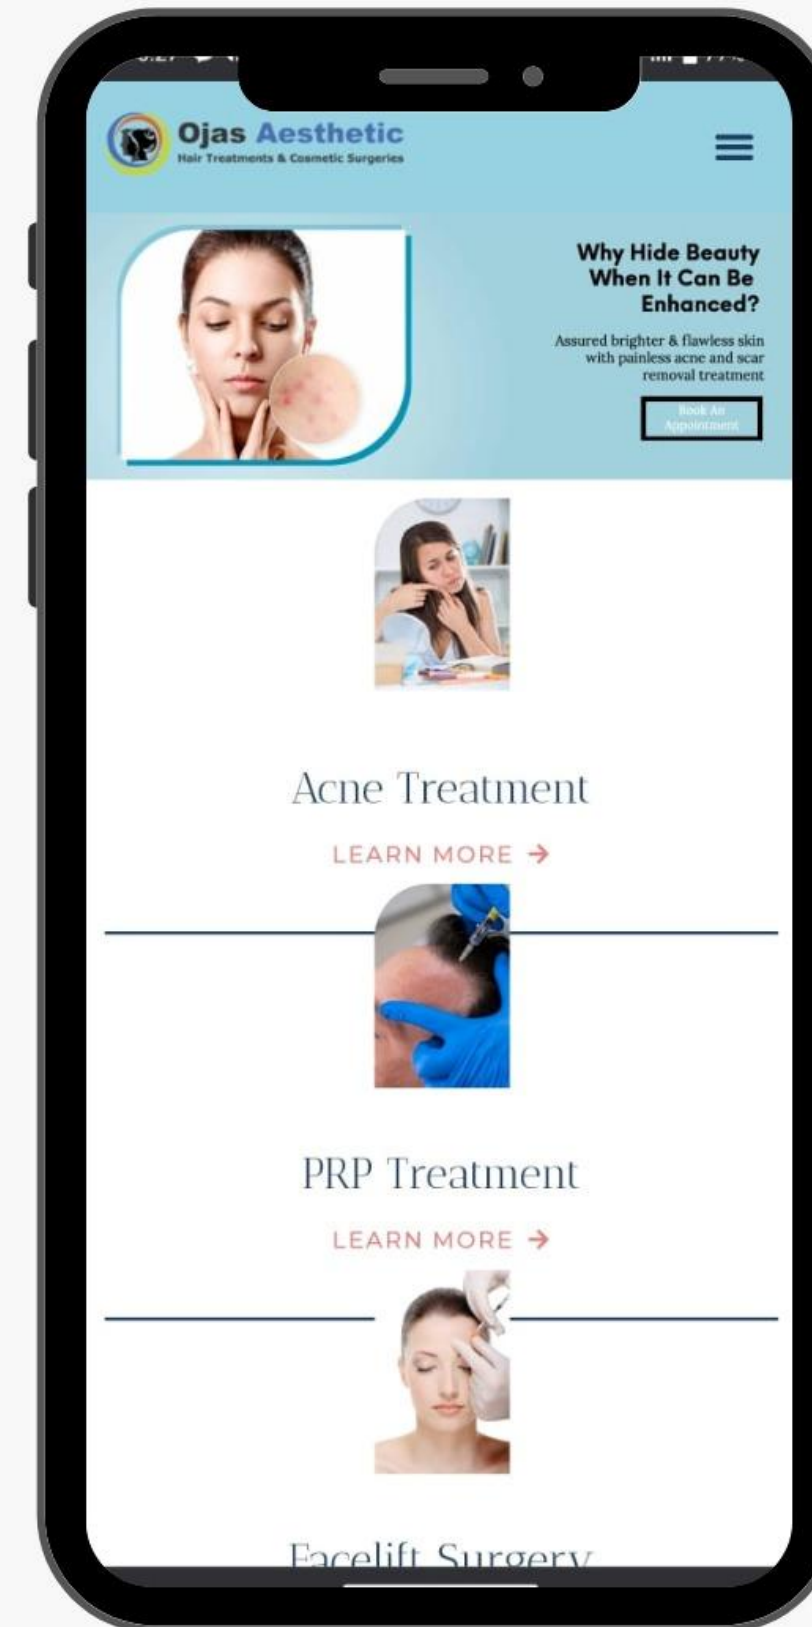 Ojas Aesthetic
Hair Treatments & Cosmetic Surgeries
Why Hide Beauty
When It Can Be
Enhanced?
Assured brighter & flawless skin
with painless acne and scar
removal treatment
Book An
Appointment
Acne Treatment
LEARN MORE →
PRP Treatment
LEARN MORE →
Facelift Surgery